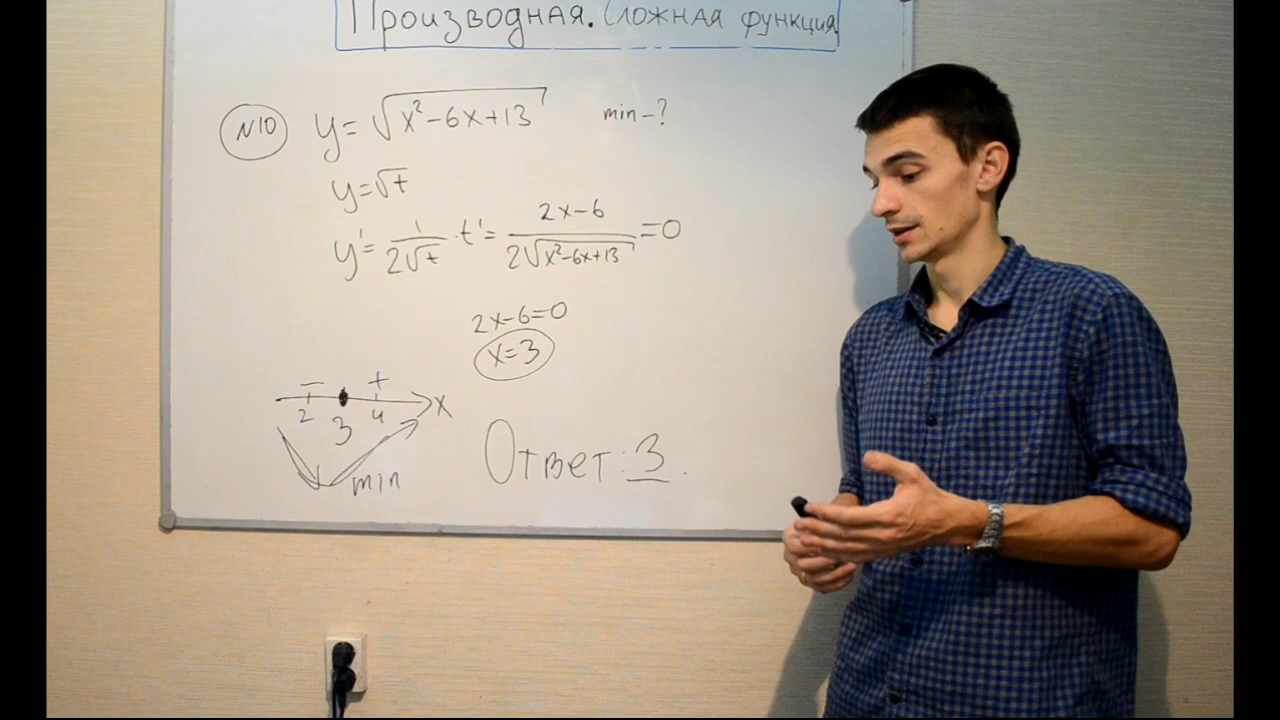 Производная. Сложная функция
N10 y = √x²-6x+13 min-?
y=√t
y' = 1/2√t · t' = 2x-6/2√x²-6x+13 = 0
2x-6=0
x=3
- +
2 3 4 x
min
Ответ: 3.